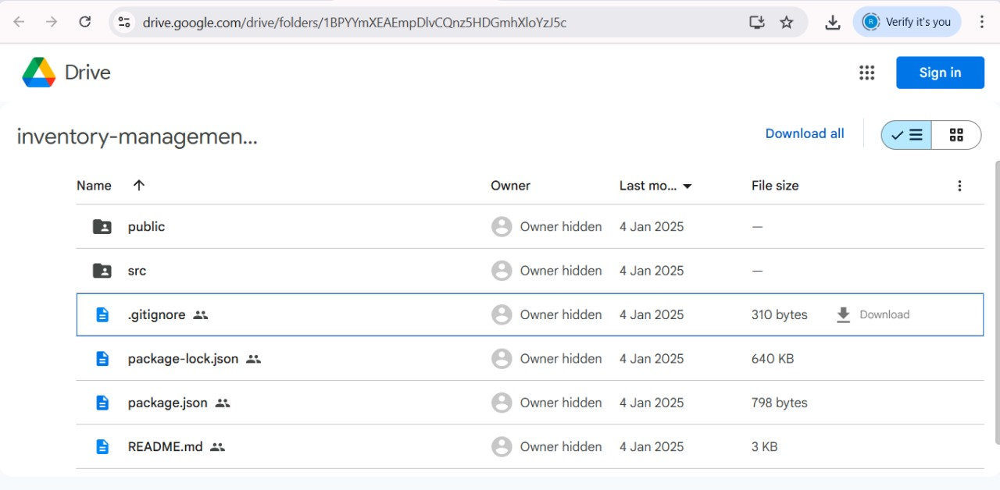 drive.google.com/drive/folders/1BPYYmXEAEmpDlvCQnz5HDGmhXloYzJ5c R Verify it's you
Drive Sign in
inventory-managemen... Download all
Name Owner Last mo... File size
public Owner hidden 4 Jan 2025 —
src Owner hidden 4 Jan 2025 —
.gitignore Owner hidden 4 Jan 2025 310 bytes Download
package-lock.json Owner hidden 4 Jan 2025 640 KB
package.json Owner hidden 4 Jan 2025 798 bytes
README.md Owner hidden 4 Jan 2025 3 KB